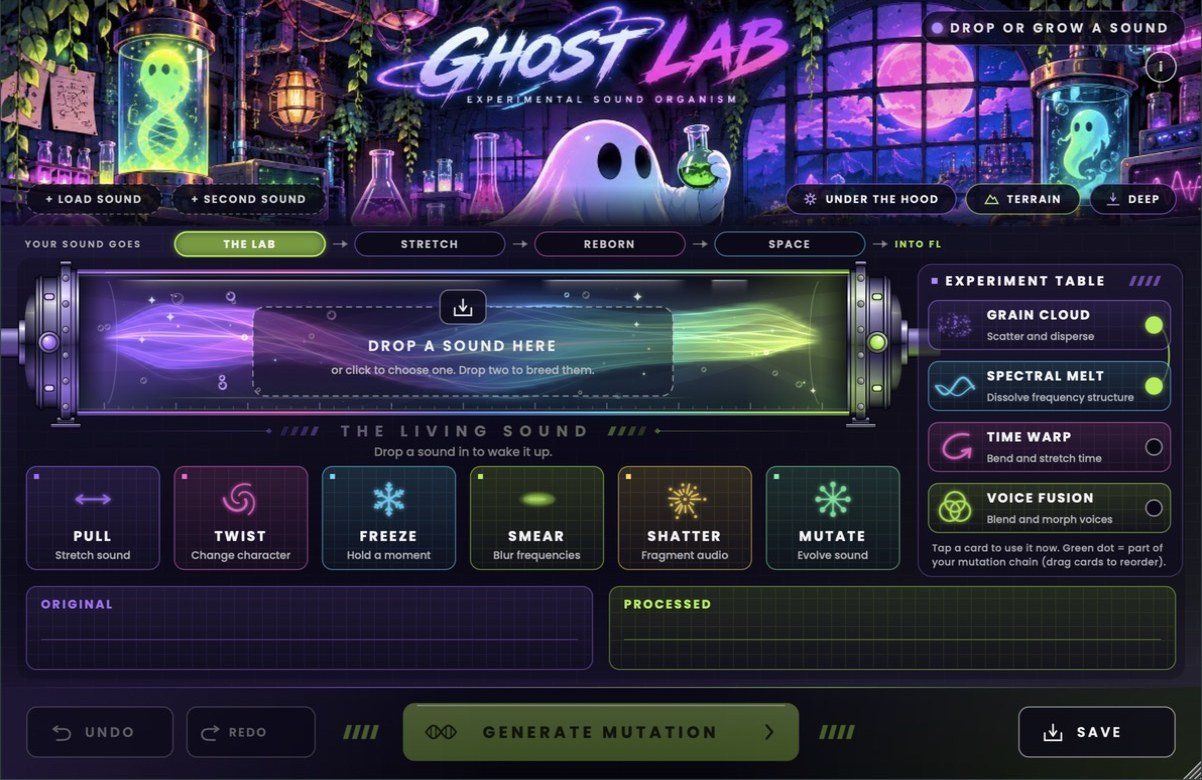 GHOST LAB
EXPERIMENTAL SOUND ORGANISM
DROP OR GROW A SOUND
i
+ LOAD SOUND
+ SECOND SOUND
UNDER THE HOOD
TERRAIN
DEEP
YOUR SOUND GOES
THE LAB
STRETCH
REBORN
SPACE
INTO FL
DROP A SOUND HERE
or click to choose one. Drop two to breed them.
THE LIVING SOUND
Drop a sound in to wake it up.
EXPERIMENT TABLE
GRAIN CLOUD
Scatter and disperse
SPECTRAL MELT
Dissolve frequency structure
TIME WARP
Bend and stretch time
VOICE FUSION
Blend and morph voices
Tap a card to use it now. Green dot = part of
your mutation chain (drag cards to reorder).
PULL
Stretch sound
TWIST
Change character
FREEZE
Hold a moment
SMEAR
Blur frequencies
SHATTER
Fragment audio
MUTATE
Evolve sound
ORIGINAL
PROCESSED
UNDO
REDO
GENERATE MUTATION
SAVE